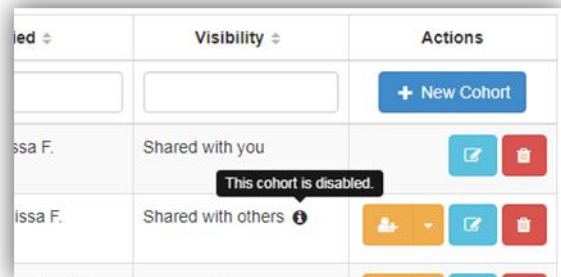 ied Visibility Actions
+ New Cohort
ssa F. Shared with you
This cohort is disabled.
issa F. Shared with others